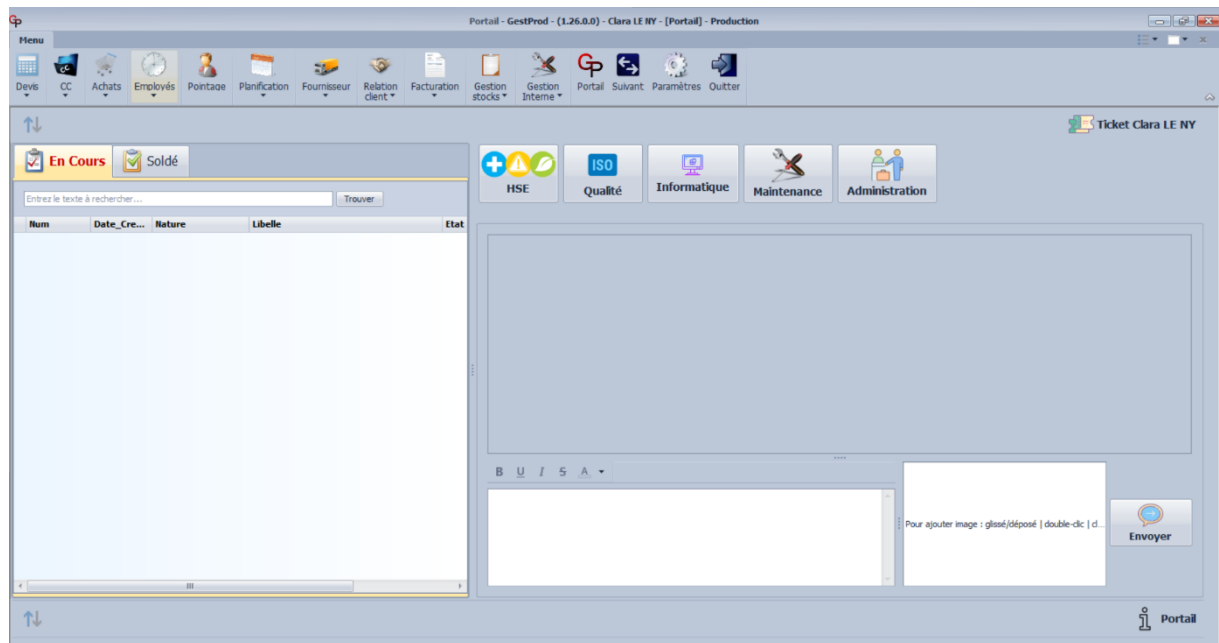 Gp Portail - GestProd - (1.26.0.0) - Clara LE NY - [Portail] - Production
Menu
Devis
CC
Achats
Employés
Pointage
Planification
Fournisseur
Relation
client
Facturation
Gestion
stocks
Gestion
Interne
Portail
Suivant
Paramètres
Quitter
Ticket Clara LE NY
En Cours
Soldé
HSE
ISO
Qualité
Informatique
Maintenance
Administration
Entrez le texte à rechercher...
Trouver
Num Date_Cre... Nature Libelle Etat
B U I S A
Pour ajouter image : glissé/déposé | double-clic | cl...
Envoyer
Portail